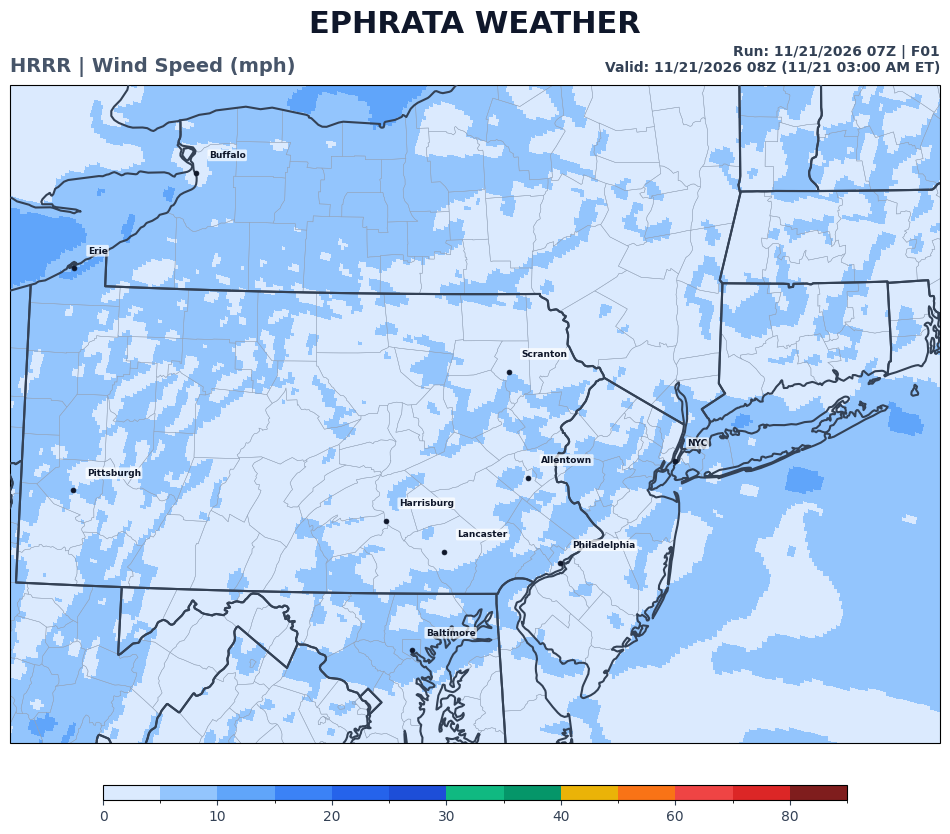 EPHRATA WEATHER
HRRR | Wind Speed (mph)
Run: 11/21/2026 07Z | F01
Valid: 11/21/2026 08Z (11/21 03:00 AM ET)
Buffalo
Erie
Scranton
NYC
Allentown
Pittsburgh
Harrisburg
Lancaster
Philadelphia
Baltimore
0 10 20 30 40 50 60 70 80